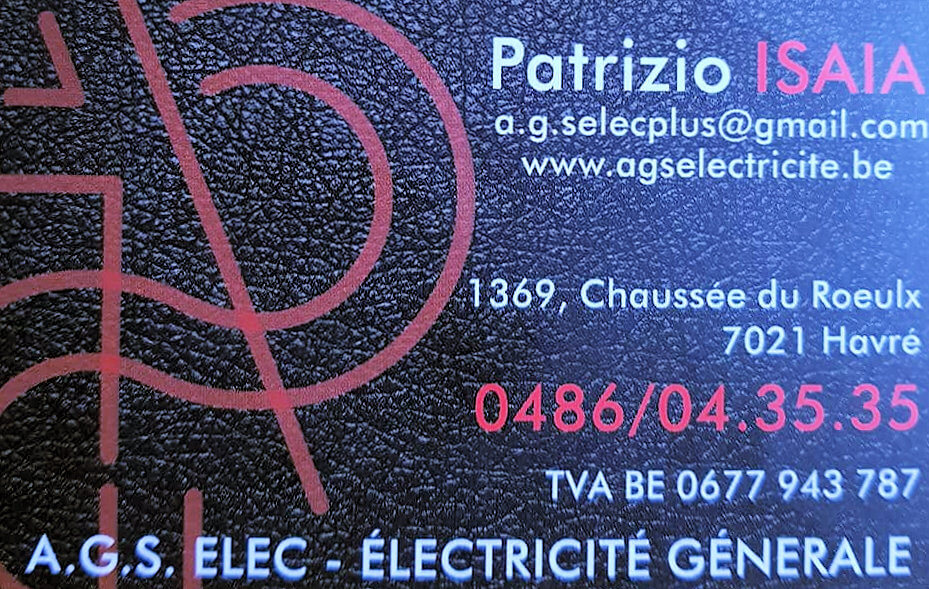 Patrizio ISAIA
a.g.selecplus@gmail.com
www.agselectricite.be
1369, Chaussée du Roeulx
7021 Havré
0486/04.35.35
TVA BE 0677 943 787
A.G.S. ELEC - ÉLECTRICITÉ GÉNERALE